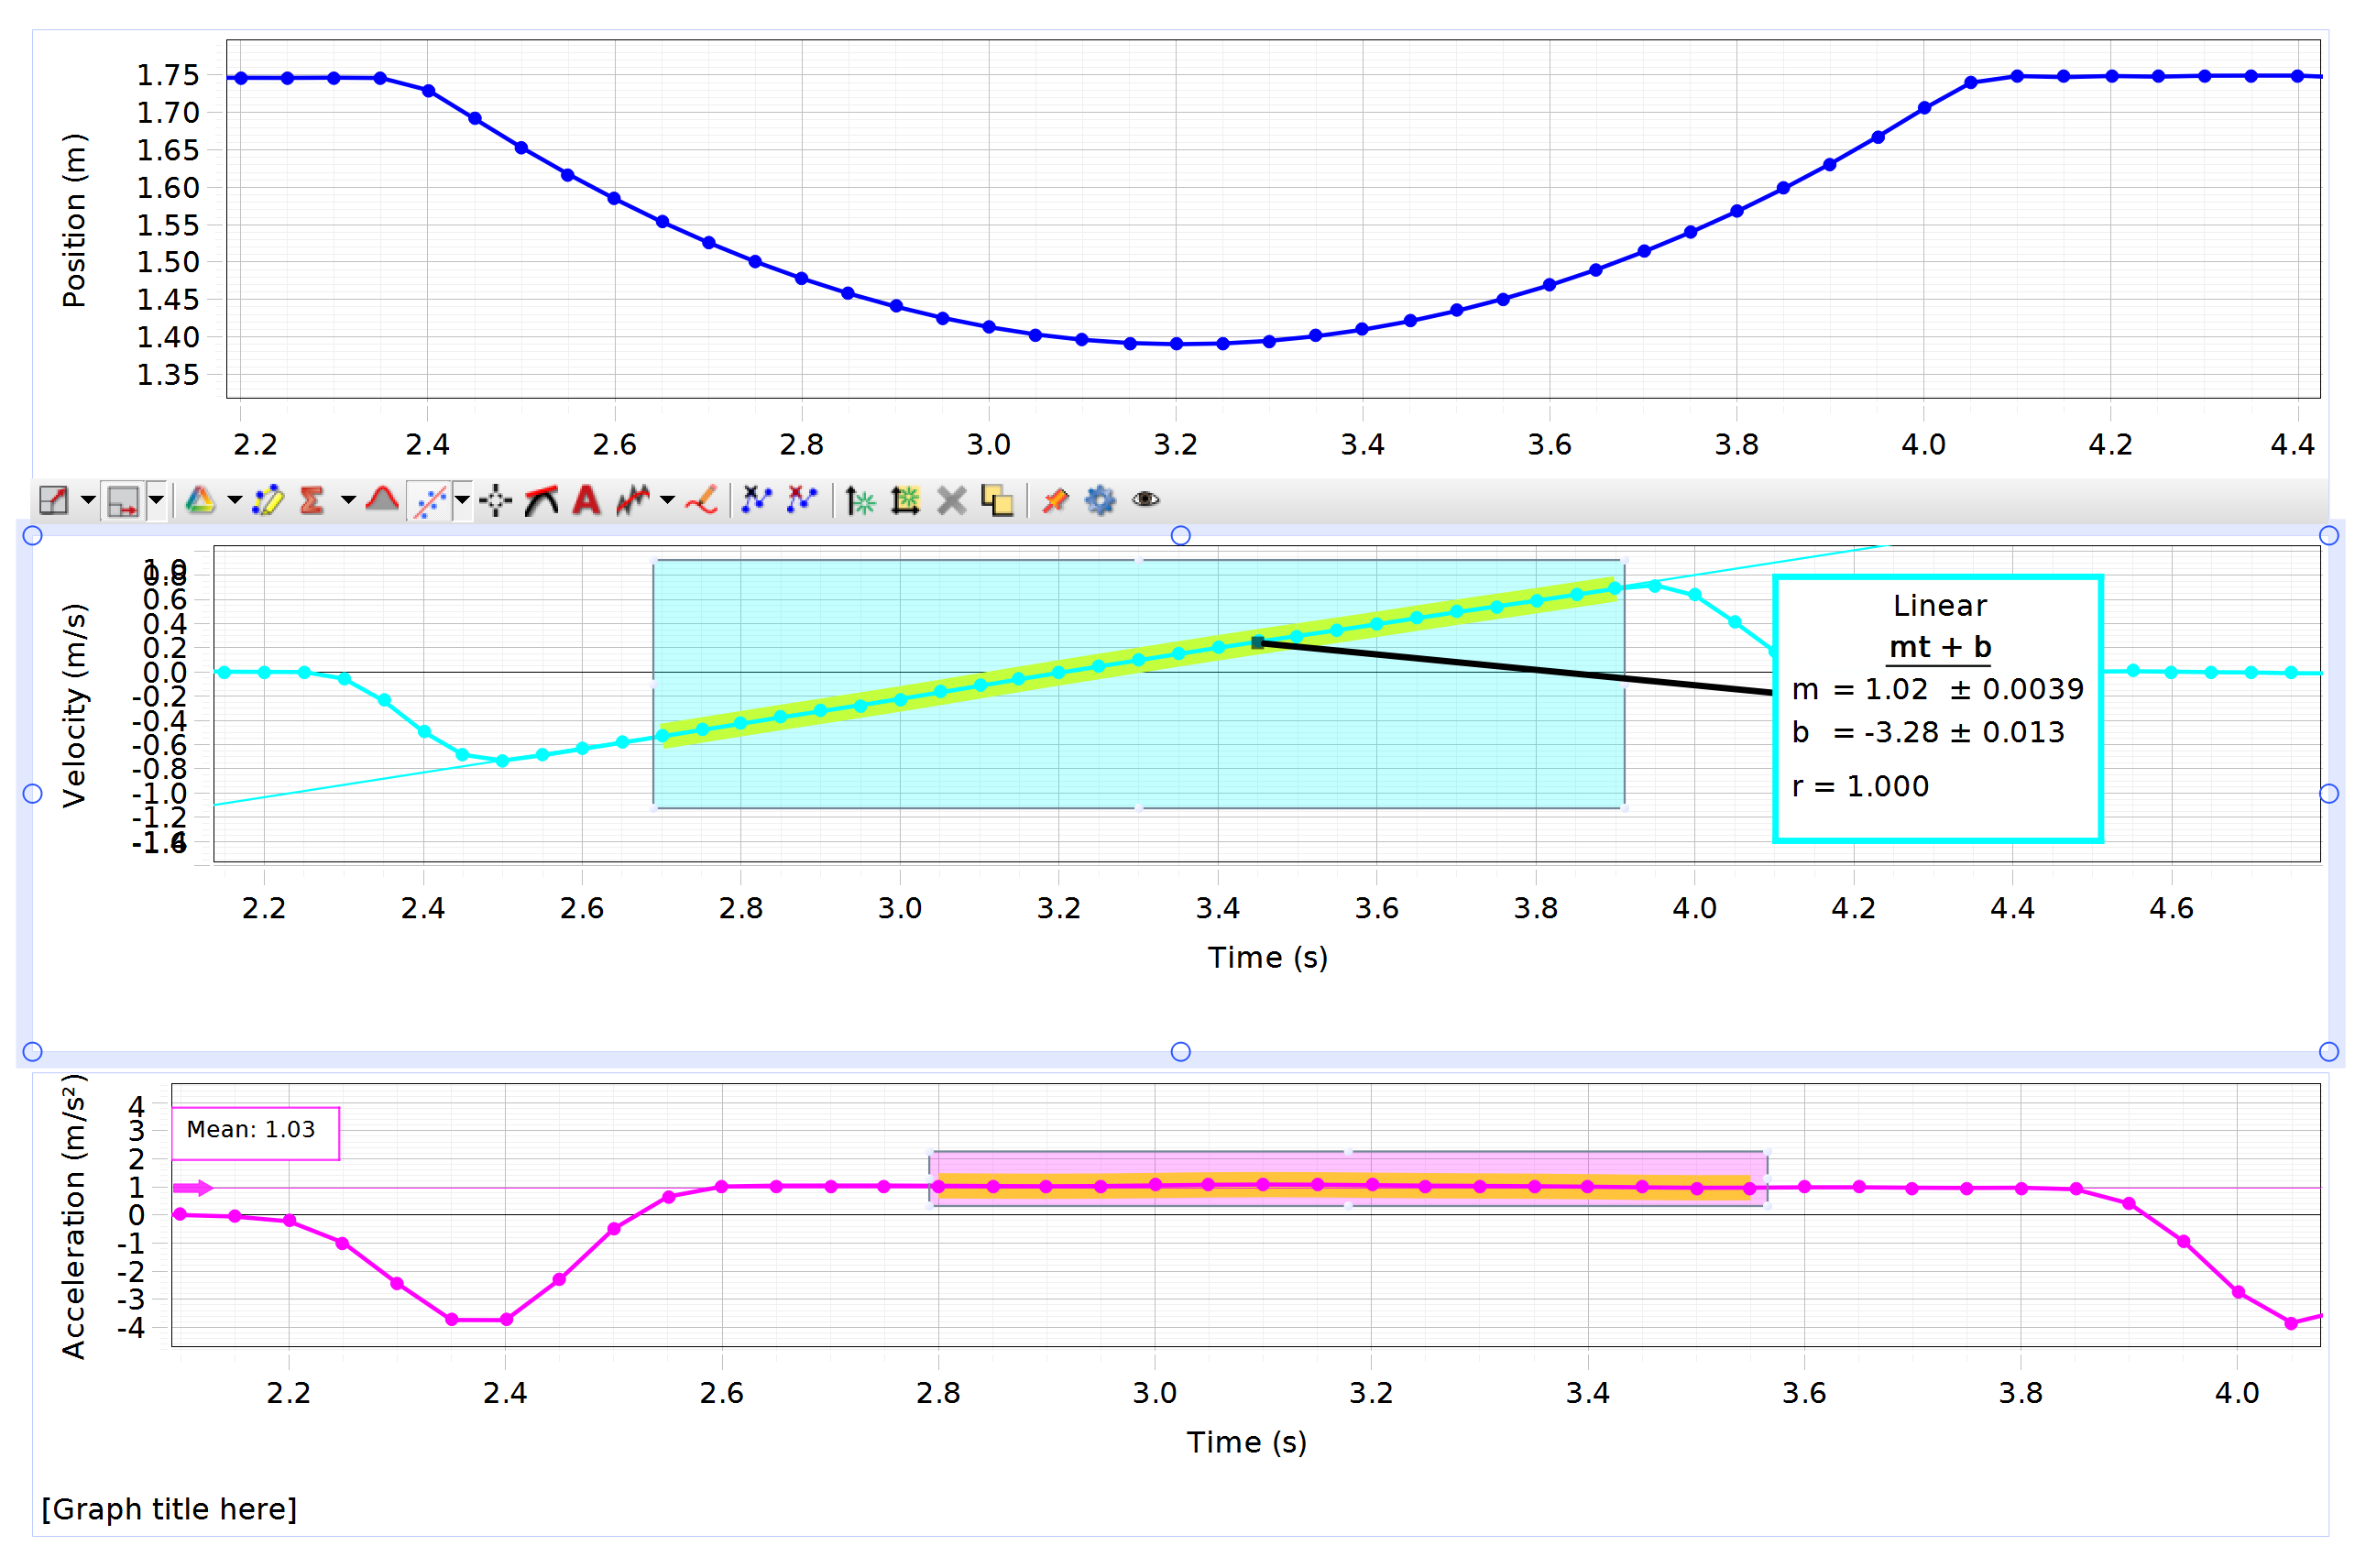 Position (m)
1.75
1.70
1.65
1.60
1.55
1.50
1.45
1.40
1.35
2.2 2.4 2.6 2.8 3.0 3.2 3.4 3.6 3.8 4.0 4.2 4.4
A
Velocity (m/s)
1.0
0.8
0.6
0.4
0.2
0.0
-0.2
-0.4
-0.6
-0.8
-1.0
-1.2
-1.4
Linear
mt + b
m = 1.02 ± 0.0039
b = -3.28 ± 0.013
r = 1.000
2.2 2.4 2.6 2.8 3.0 3.2 3.4 3.6 3.8 4.0 4.2 4.4 4.6
Time (s)
Acceleration (m/s²)
4
3
2
1
0
-1
-2
-3
-4
Mean: 1.03
2.2 2.4 2.6 2.8 3.0 3.2 3.4 3.6 3.8 4.0
Time (s)
[Graph title here]